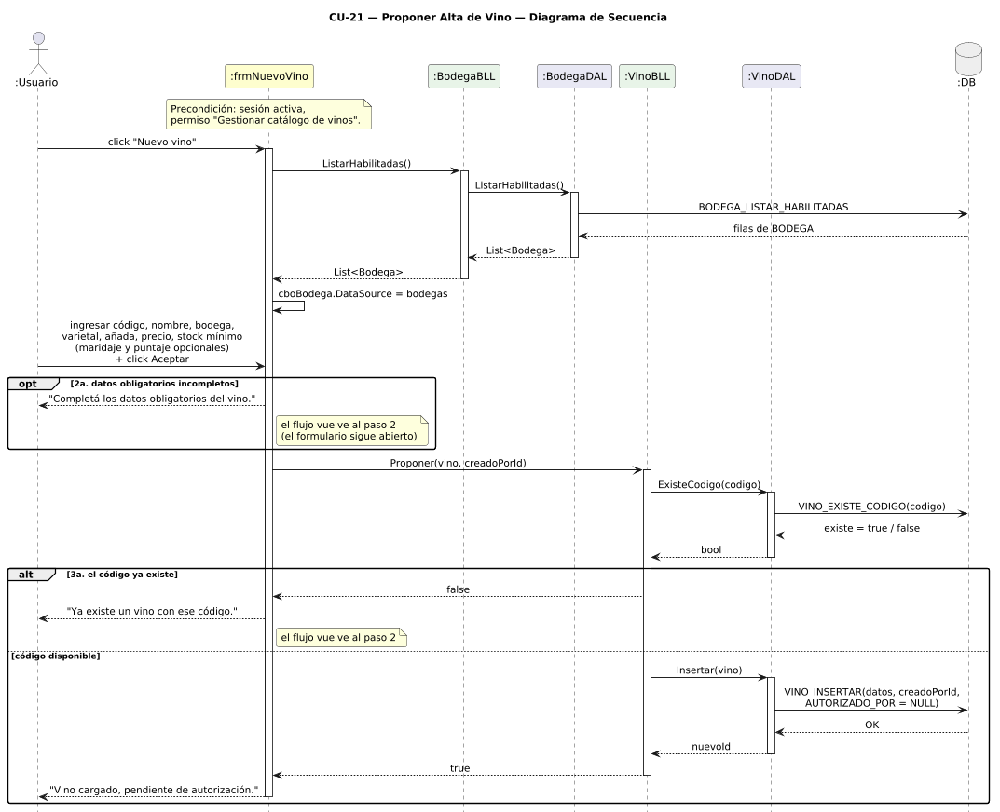 CU-21 — Proponer Alta de Vino — Diagrama de Secuencia
:Usuario
:frmNuevoVino
:BodegaBLL
:BodegaDAL
:VinoBLL
:VinoDAL
:DB
Precondición: sesión activa,
permiso "Gestionar catálogo de vinos".
click "Nuevo vino"
ListarHabilitadas()
ListarHabilitadas()
BODEGA_LISTAR_HABILITADAS
filas de BODEGA
List<Bodega>
List<Bodega>
cboBodega.DataSource = bodegas
ingresar código, nombre, bodega,
varietal, añada, precio, stock mínimo
(maridaje y puntaje opcionales)
+ click Aceptar
opt [2a. datos obligatorios incompletos]
"Completá los datos obligatorios del vino."
el flujo vuelve al paso 2
(el formulario sigue abierto)
Proponer(vino, creadoPorId)
ExisteCodigo(codigo)
VINO_EXISTE_CODIGO(codigo)
existe = true / false
bool
alt [3a. el código ya existe]
false
"Ya existe un vino con ese código."
el flujo vuelve al paso 2
[código disponible]
Insertar(vino)
VINO_INSERTAR(datos, creadoPorId,
AUTORIZADO_POR = NULL)
OK
nuevoId
true
"Vino cargado, pendiente de autorización."